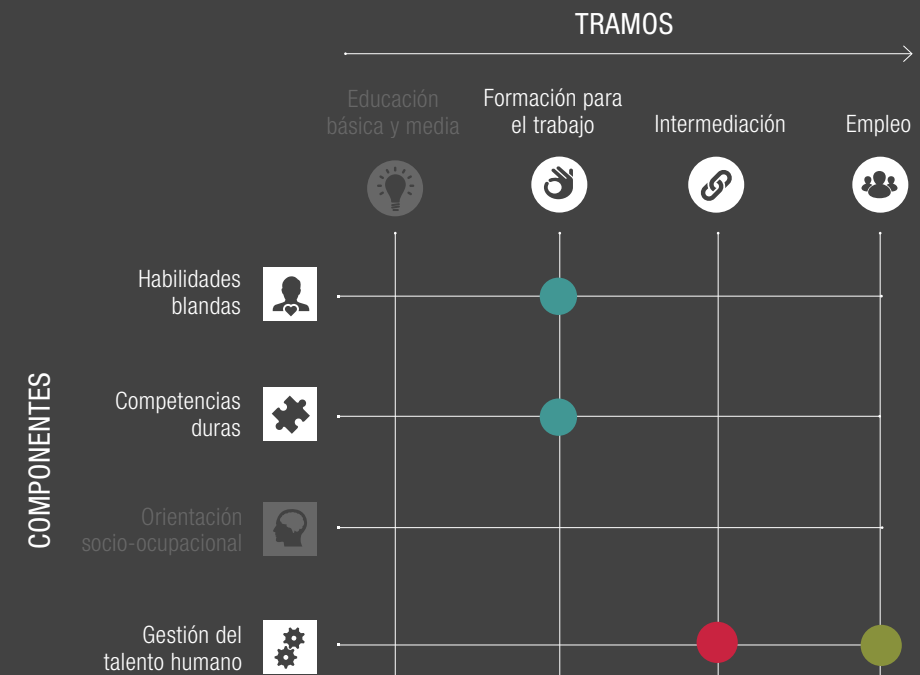 TRAMOS
Educación
básica y media
Formación para
el trabajo
Intermediación
Empleo
COMPONENTES
Habilidades
blandas
Competencias
duras
Orientación
socio-ocupacional
Gestión del
talento humano